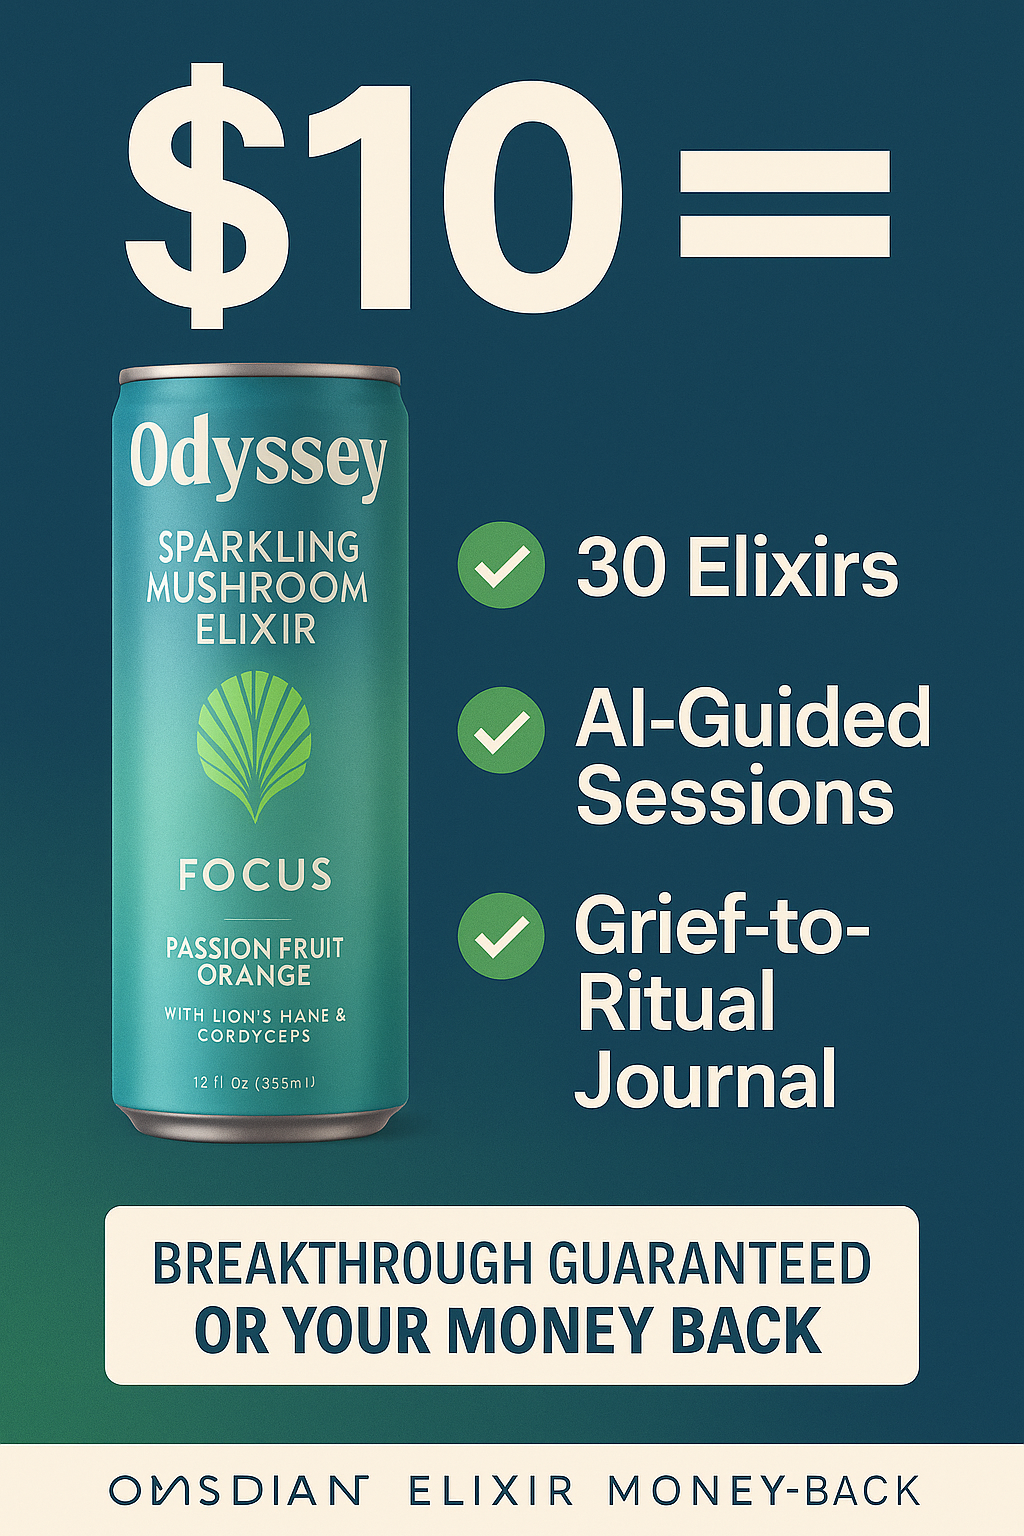 $10=
Odyssey
SPARKLING
MUSHROOM
ELIXIR
FOCUS
PASSION FRUIT
ORANGE
WITH LION'S HANE &
CORDYCEPS
12 fl Oz (355ml)
30 Elixirs
AI-Guided
Sessions
Grief-to-
Ritual
Journal
BREAKTHROUGH GUARANTEED
OR YOUR MONEY BACK
ELIXIR MONEY-BACK